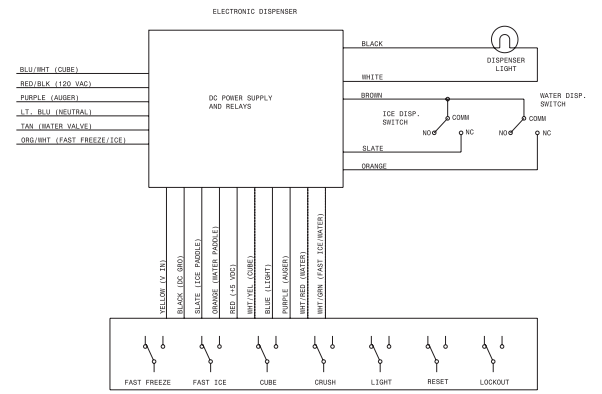 ELECTRONIC DISPENSER
BLACK
DISPENSER
LIGHT
BLU/WHT (CUBE)
WHITE
RED/BLK (120 VAC)
PURPLE (AUGER)
LT. BLU (NEUTRAL)
TAN (WATER VALVE)
ORG/WHT (FAST FREEZE/ICE)
DC POWER SUPPLY
AND RELAYS
BROWN
WATER DISP.
SWITCH
ICE DISP.
SWITCH
COMM
COMM
NO
NC
NO
NC
SLATE
ORANGE
YELLOW (V IN)
BLACK (DC GRO)
SLATE (ICE PADDLE)
ORANGE (WATER PADDLE)
RED (+5 VDC)
WHT/YEL (CUBE)
BLUE (LIGHT)
PURPLE (AUGER)
WHT/RED (WATER)
WHT/GRN (FAST ICE/WATER)
FAST FREEZE
FAST ICE
CUBE
CRUSH
LIGHT
RESET
LOCKOUT